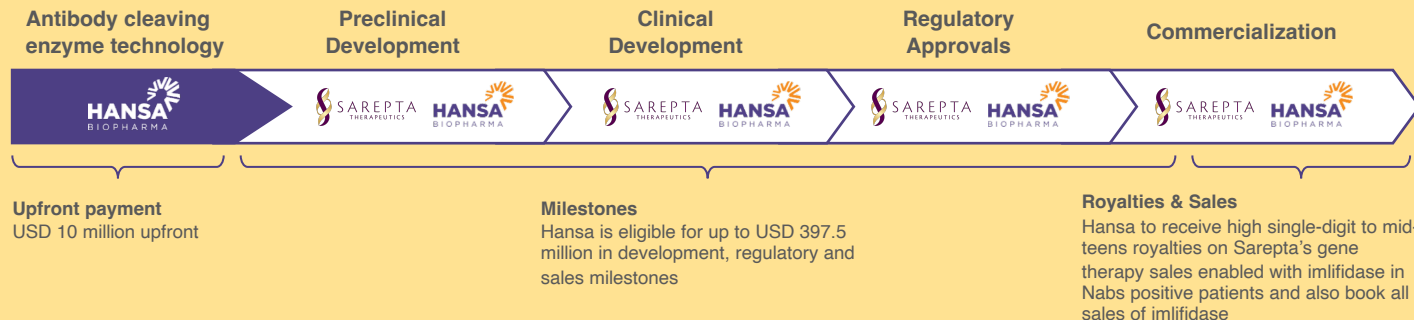 Antibody cleaving
enzyme technology
Preclinical
Development
Clinical
Development
Regulatory
Approvals
Commercialization
HANSA
BIOPHARMA
SAREPTA
THERAPEUTICS
HANSA
BIOPHARMA
SAREPTA
THERAPEUTICS
HANSA
BIOPHARMA
SAREPTA
THERAPEUTICS
HANSA
BIOPHARMA
SAREPTA
THERAPEUTICS
HANSA
BIOPHARMA
Upfront payment
USD 10 million upfront
Milestones
Hansa is eligible for up to USD 397.5
million in development, regulatory and
sales milestones
Royalties & Sales
Hansa to receive high single-digit to mid-
teens royalties on Sarepta's gene
therapy sales enabled with imlifidase in
Nabs positive patients and also book all
sales of imlifidase